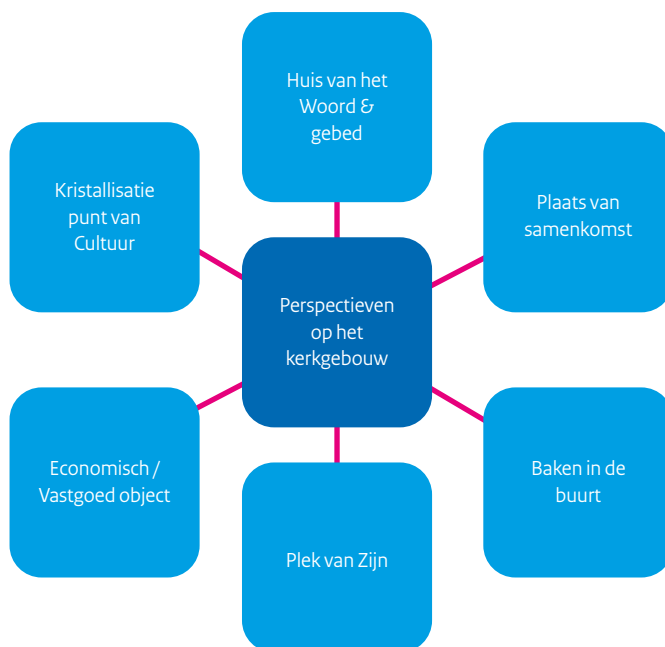 Huis van het
Woord &
gebed
Kristallisatie
punt van
Cultuur
Plaats van
samenkomst
Perspectieven
op het
kerkgebouw
Economisch /
Vastgoed object
Baken in de
buurt
Plek van Zijn